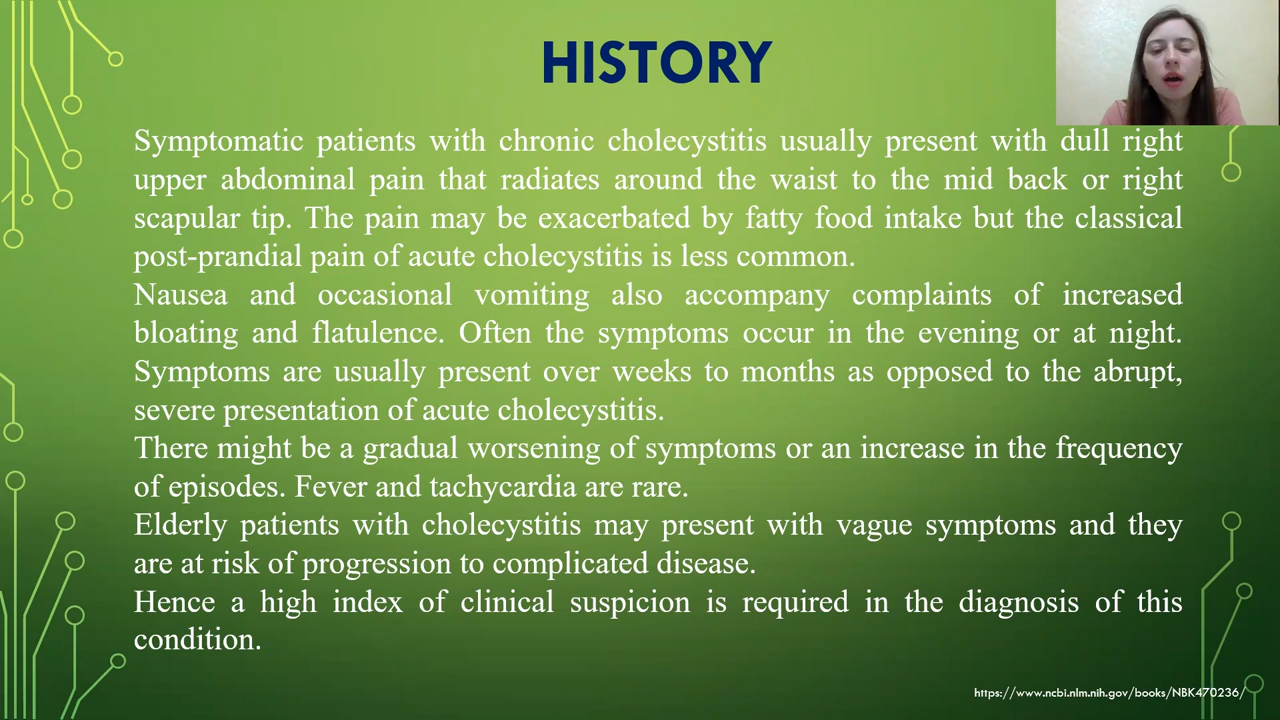 HISTORY
Symptomatic patients with chronic cholecystitis usually present with dull right
upper abdominal pain that radiates around the waist to the mid back or right
scapular tip. The pain may be exacerbated by fatty food intake but the classical
post-prandial pain of acute cholecystitis is less common.
Nausea and occasional vomiting also accompany complaints of increased
bloating and flatulence. Often the symptoms occur in the evening or at night.
Symptoms are usually present over weeks to months as opposed to the abrupt,
severe presentation of acute cholecystitis.
There might be a gradual worsening of symptoms or an increase in the frequency
of episodes. Fever and tachycardia are rare.
Elderly patients with cholecystitis may present with vague symptoms and they
are at risk of progression to complicated disease.
Hence a high index of clinical suspicion is required in the diagnosis of this
condition.
https://www.ncbi.nlm.nih.gov/books/NBK470236/